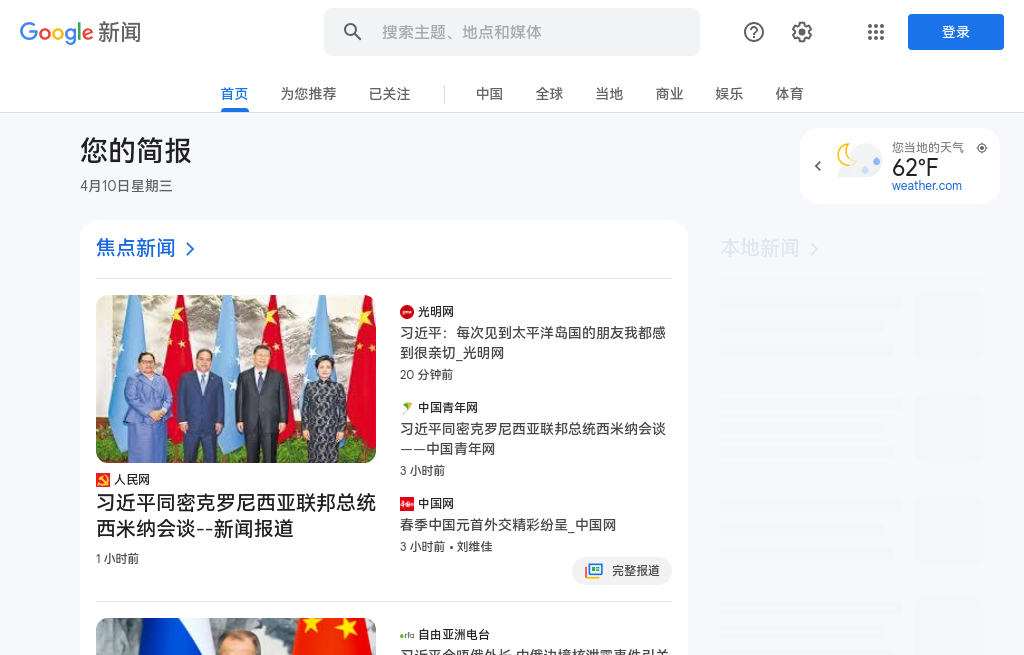 Google 新闻
搜索主题、地点和媒体
登录
首页
为您推荐
已关注
中国
全球
当地
商业
娱乐
体育
您的简报
4月10日星期三
您当地的天气
62°F
weather.com
焦点新闻
本地新闻
人民网
习近平同密克罗尼西亚联邦总统
西米纳会谈--新闻报道
1 小时前
光明网
习近平：每次见到太平洋岛国的朋友我都感
到很亲切_光明网
20 分钟前
中国青年网
习近平同密克罗尼西亚联邦总统西米纳会谈
——中国青年网
3 小时前
中国网
春季中国元首外交精彩纷呈_中国网
3 小时前 • 刘维佳
完整报道
rfa 自由亚洲电台